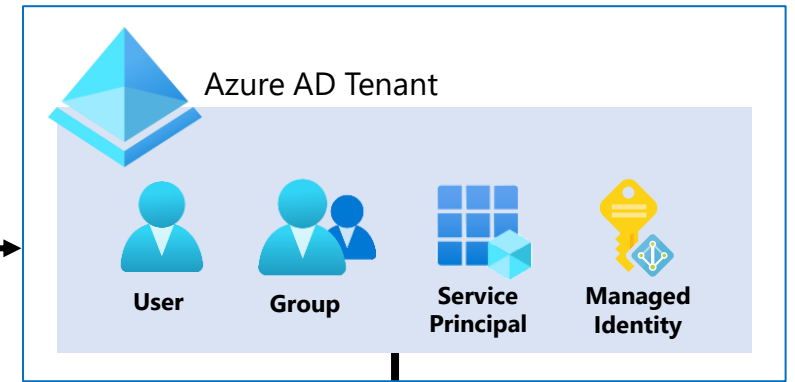 Azure AD Tenant
User
Group
Service
Principal
Managed
Identity